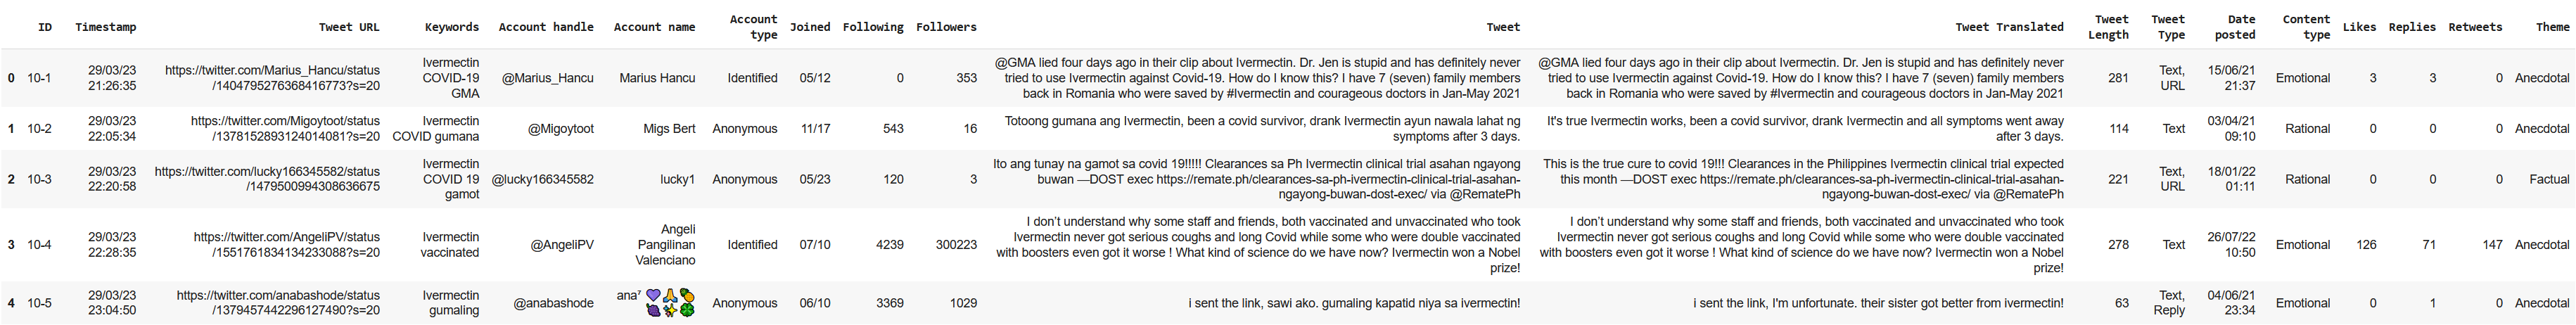 ID Timestamp Tweet URL Keywords Account handle Account name Account type Joined Following Followers Tweet Tweet Translated Tweet Length Tweet Type Date posted Content type Likes Replies Retweets Theme
0 10-1 29/03/23 21:26:35 https://twitter.com/Marius_Hancu/status/1404795276368416773?s=20 Ivermectin COVID-19 GMA @Marius_Hancu Marius Hancu Identified 05/12 0 353 @GMA lied four days ago in their clip about Ivermectin. Dr. Jen is stupid and has definitely never tried to use Ivermectin against Covid-19. How do I know this? I have 7 (seven) family members back in Romania who were saved by #Ivermectin and courageous doctors in Jan-May 2021 @GMA lied four days ago in their clip about Ivermectin. Dr. Jen is stupid and has definitely never tried to use Ivermectin against Covid-19. How do I know this? I have 7 (seven) family members back in Romania who were saved by #Ivermectin and courageous doctors in Jan-May 2021 281 Text, URL 15/06/21 21:37 Emotional 3 3 0 Anecdotal
1 10-2 29/03/23 22:05:34 https://twitter.com/Migoytoot/status/1378152893124014081?s=20 Ivermectin COVID gumana @Migoytoot Migs Bert Anonymous 11/17 543 16 Totoong gumana ang Ivermectin, been a covid survivor, drank Ivermectin ayun nawala lahat ng symptoms after 3 days. It's true Ivermectin works, been a covid survivor, drank Ivermectin and all symptoms went away after 3 days. 114 Text 03/04/21 09:10 Rational 0 0 0 Anecdotal
2 10-3 29/03/23 22:20:58 https://twitter.com/lucky166345582/status/1479500994308636675 Ivermectin COVID 19 gamot @lucky166345582 lucky1 Anonymous 05/23 120 3 Ito ang tunay na gamot sa covid 19!!!!! Clearances sa Ph Ivermectin clinical trial asahan ngayong buwan —DOST exec https://remate.ph/clearances-sa-ph-ivermectin-clinical-trial-asahan-ngayong-buwan-dost-exec/ via @RematePh This is the true cure to covid 19!!! Clearances in the Philippines Ivermectin clinical trial expected this month —DOST exec https://remate.ph/clearances-sa-ph-ivermectin-clinical-trial-asahan-ngayong-buwan-dost-exec/ via @RematePh 221 Text, URL 18/01/22 01:11 Rational 0 0 0 Factual
3 10-4 29/03/23 22:28:35 https://twitter.com/AngeliPV/status/1551761834134233088?s=20 Ivermectin vaccinated @AngeliPV Angeli Pangilinan Valenciano Identified 07/10 4239 300223 I don’t understand why some staff and friends, both vaccinated and unvaccinated who took Ivermectin never got serious coughs and long Covid while some who were double vaccinated with boosters even got it worse ! What kind of science do we have now? Ivermectin won a Nobel prize! I don’t understand why some staff and friends, both vaccinated and unvaccinated who took Ivermectin never got serious coughs and long Covid while some who were double vaccinated with boosters even got it worse ! What kind of science do we have now? Ivermectin won a Nobel prize! 278 Text 26/07/22 10:50 Emotional 126 71 147 Anecdotal
4 10-5 29/03/23 23:04:50 https://twitter.com/anabashode/status/1379457442296127490?s=20 Ivermectin gumaling @anabashode ana⁷ 💜🙏🍍🍇✨🍀 Anonymous 06/10 3369 1029 i sent the link, sawi ako. gumaling kapatid niya sa ivermectin! i sent the link, I'm unfortunate. their sister got better from ivermectin! 63 Text, Reply 04/06/21 23:34 Emotional 0 1 0 Anecdotal